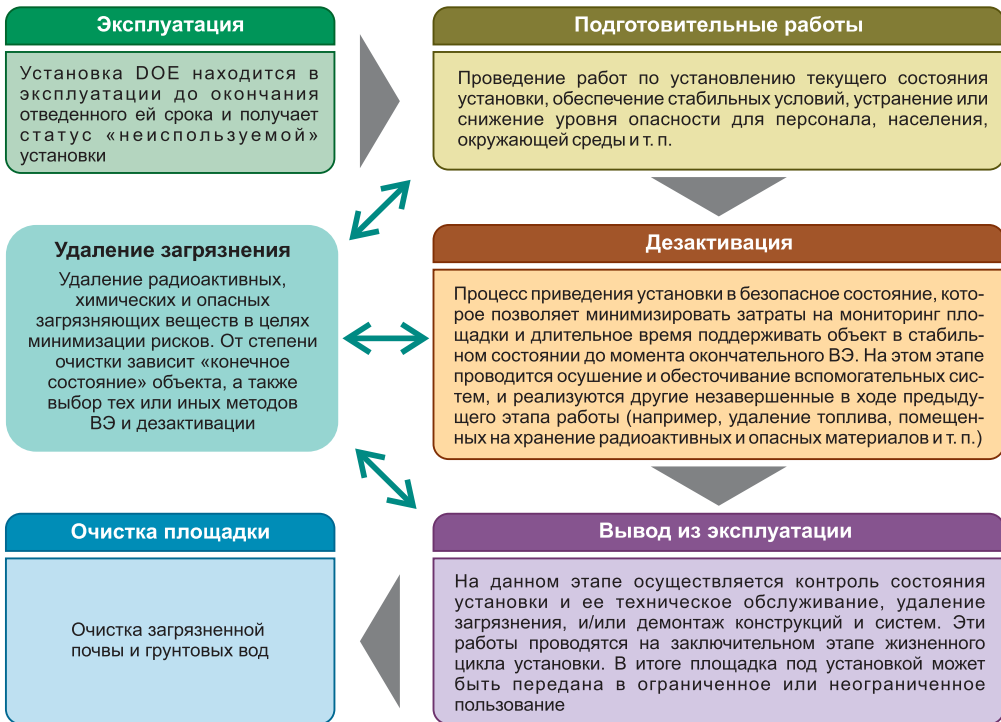 Эксплуатация
Установка DOE находится в
эксплуатации до окончания
отведенного ей срока и получает
статус «неиспользуемой»
установки
Подготовительные работы
Проведение работ по установлению текущего состояния
установки, обеспечение стабильных условий, устранение или
снижение уровня опасности для персонала, населения,
окружающей среды и т. п.
Удаление загрязнения
Удаление радиоактивных,
химических и опасных
загрязняющих веществ в целях
минимизации рисков. От степени
очистки зависит «конечное
состояние» объекта, а также
выбор тех или иных методов
ВЭ и дезактивации
Дезактивация
Процесс приведения установки в безопасное состояние, кото-
рое позволяет минимизировать затраты на мониторинг пло-
щадки и длительное время поддерживать объект в стабиль-
ном состоянии до момента окончательного ВЭ. На этом этапе
проводится осушение и обесточивание вспомогательных сис-
тем, и реализуются другие незавершенные в ходе предыду-
щего этапа работы (например, удаление топлива, помещен-
ных на хранение радиоактивных и опасных материалов и т. п.)
Очистка площадки
Очистка загрязненной
почвы и грунтовых вод
Вывод из эксплуатации
На данном этапе осуществляется контроль состояния
установки и ее техническое обслуживание, удаление
загрязнения, и/или демонтаж конструкций и систем. Эти
работы проводятся на заключительном этапе жизненного
цикла установки. В итоге площадка под установкой может
быть передана в ограниченное или неограниченное
пользование